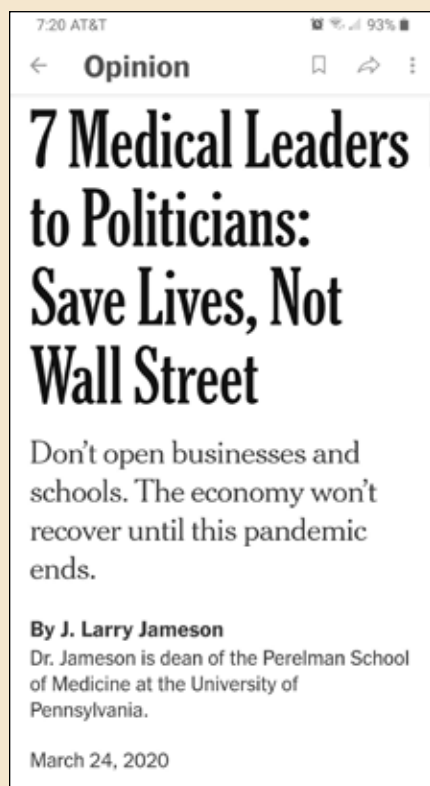 7:20 AT&T 93%
Opinion
7 Medical Leaders
to Politicians:
Save Lives, Not
Wall Street
Don't open businesses and
schools. The economy won't
recover until this pandemic
ends.
By J. Larry Jameson
Dr. Jameson is dean of the Perelman School
of Medicine at the University of
Pennsylvania.
March 24, 2020